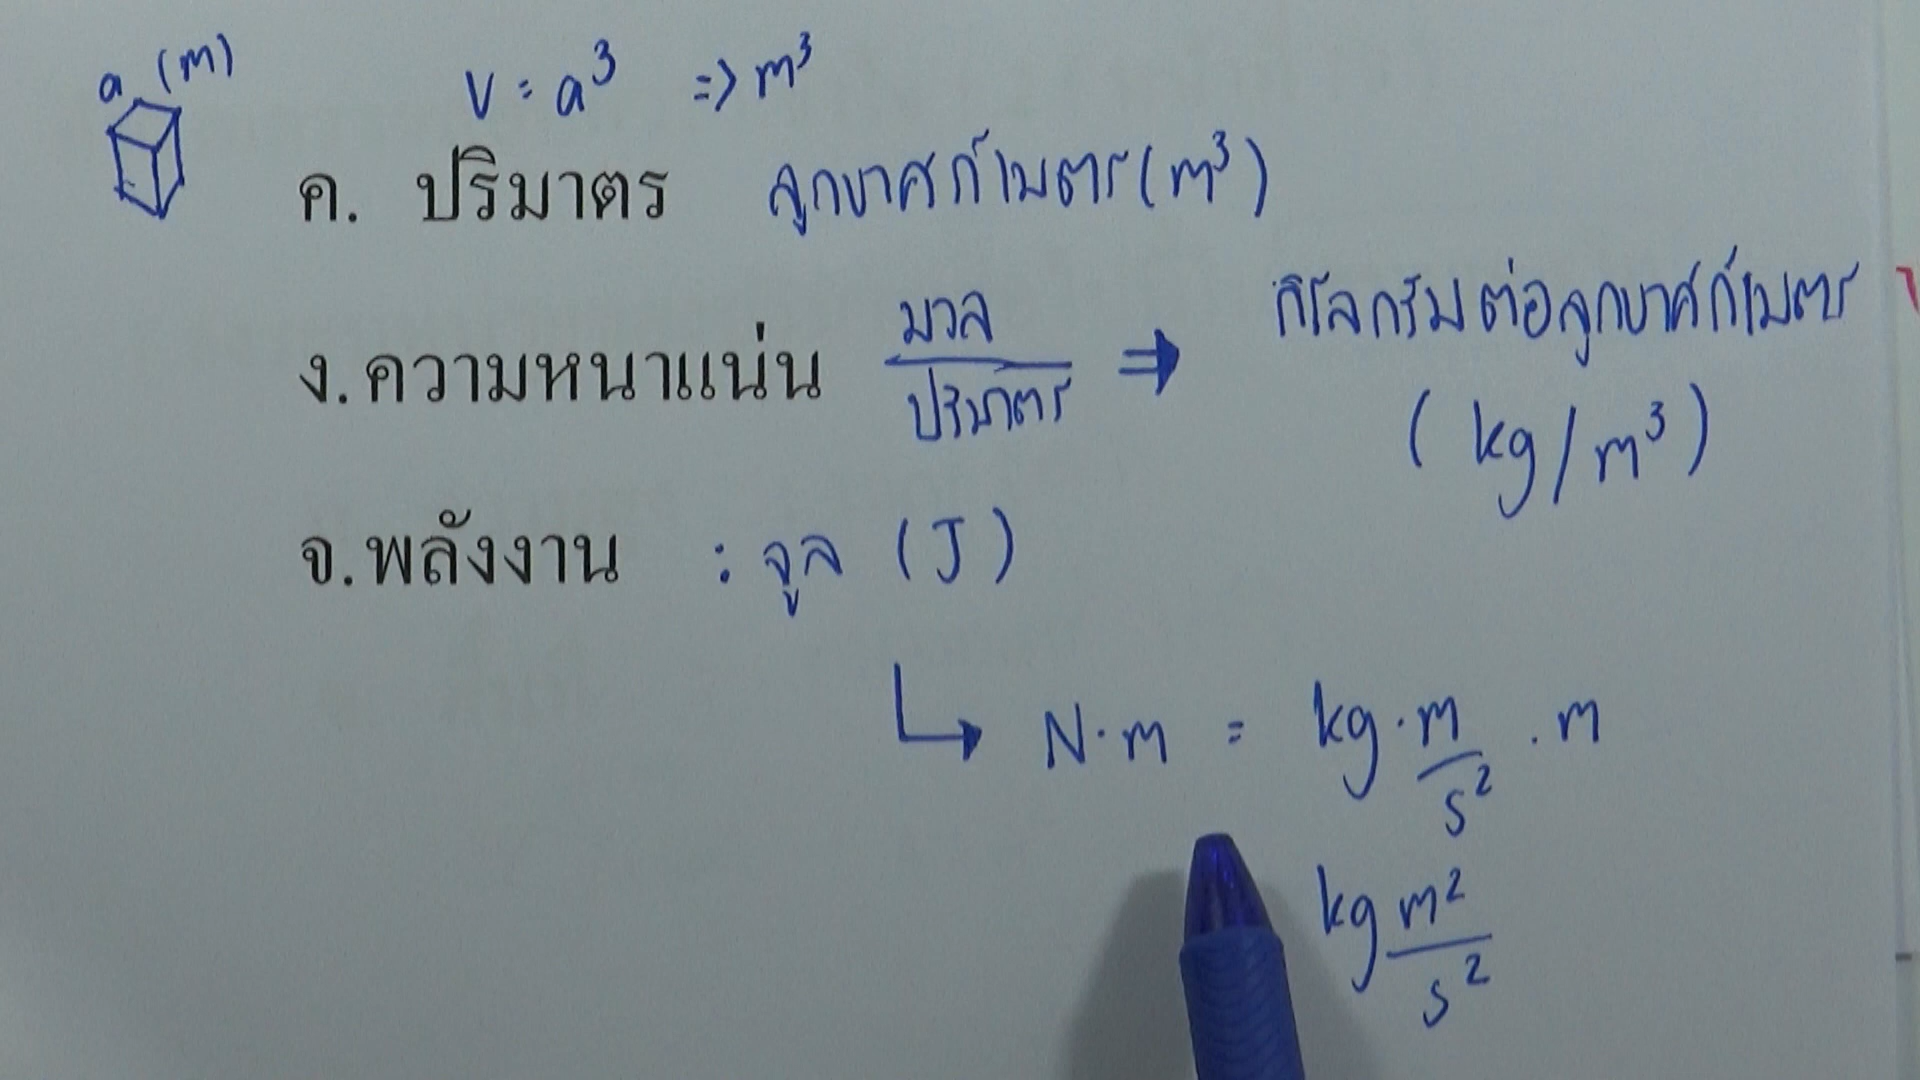 a (m) V = a³ => m³
ค. ปริมาตร ลูกบาศก์เมตร (m³)
ง.ความหนาแน่น มวล/ปริมาตร ⇒ กิโลกรัมต่อลูกบาศก์เมตร
(kg/m³)
จ.พลังงาน : จูล (J)
↳ N·m = kg·m/s² . m
kg m²/s²